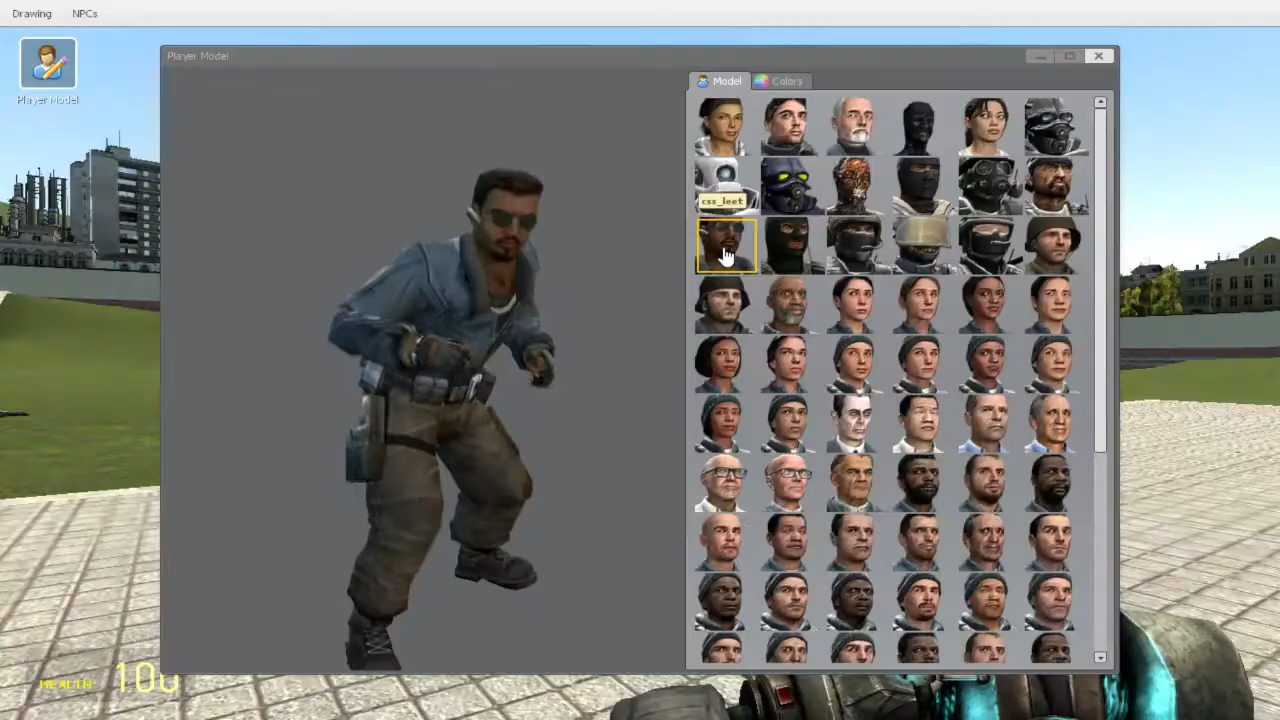 Drawing NPCs
Player Model
Player Model
Model Colors
css_leet
HEALTH 100